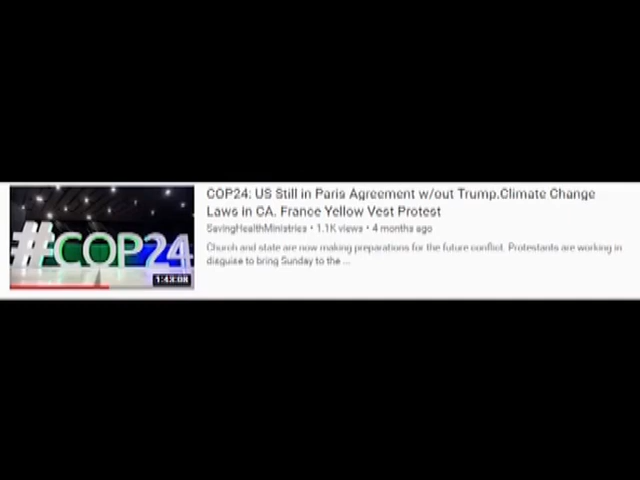 COP24: US Still in Paris Agreement w/out Trump.Climate Change
Laws in CA. France Yellow Vest Protest
SavingHealthMinistries • 1.1K views • 4 months ago
Church and state are now making preparations for the future conflict. Protestants are working in
disguise to bring Sunday to the ...
#COP24
1:43:08